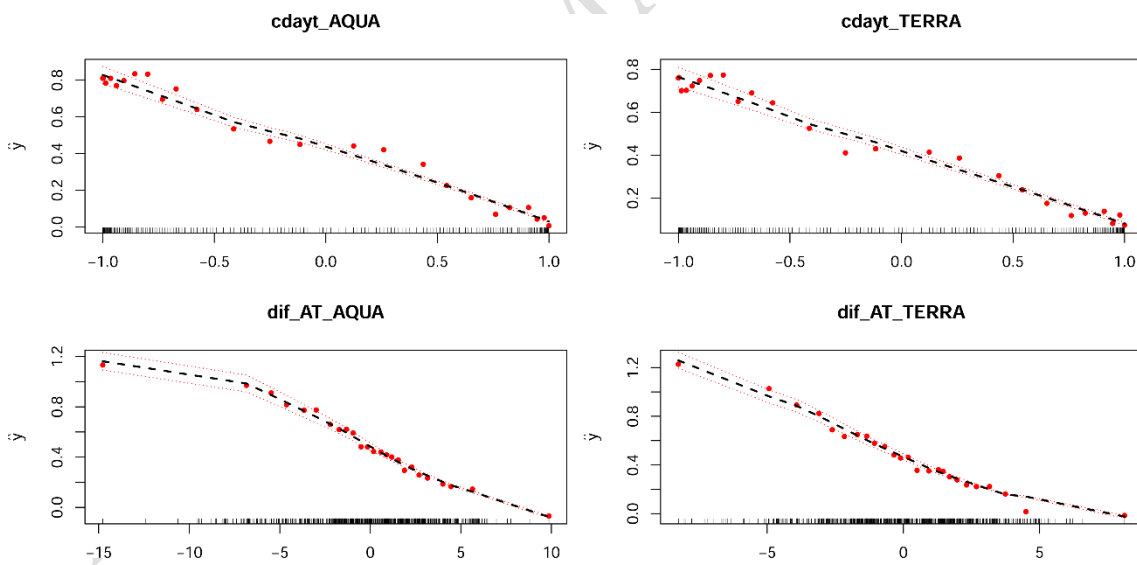 cdayt_AQUA
ŷ
0.0 0.2 0.4 0.6 0.8
−1.0 −0.5 0.0 0.5 1.0
cdayt_TERRA
ŷ
0.2 0.4 0.6 0.8
−1.0 −0.5 0.0 0.5 1.0
dif_AT_AQUA
ŷ
0.0 0.4 0.8 1.2
−15 −10 −5 0 5 10
dif_AT_TERRA
ŷ
0.0 0.4 0.8 1.2
−5 0 5